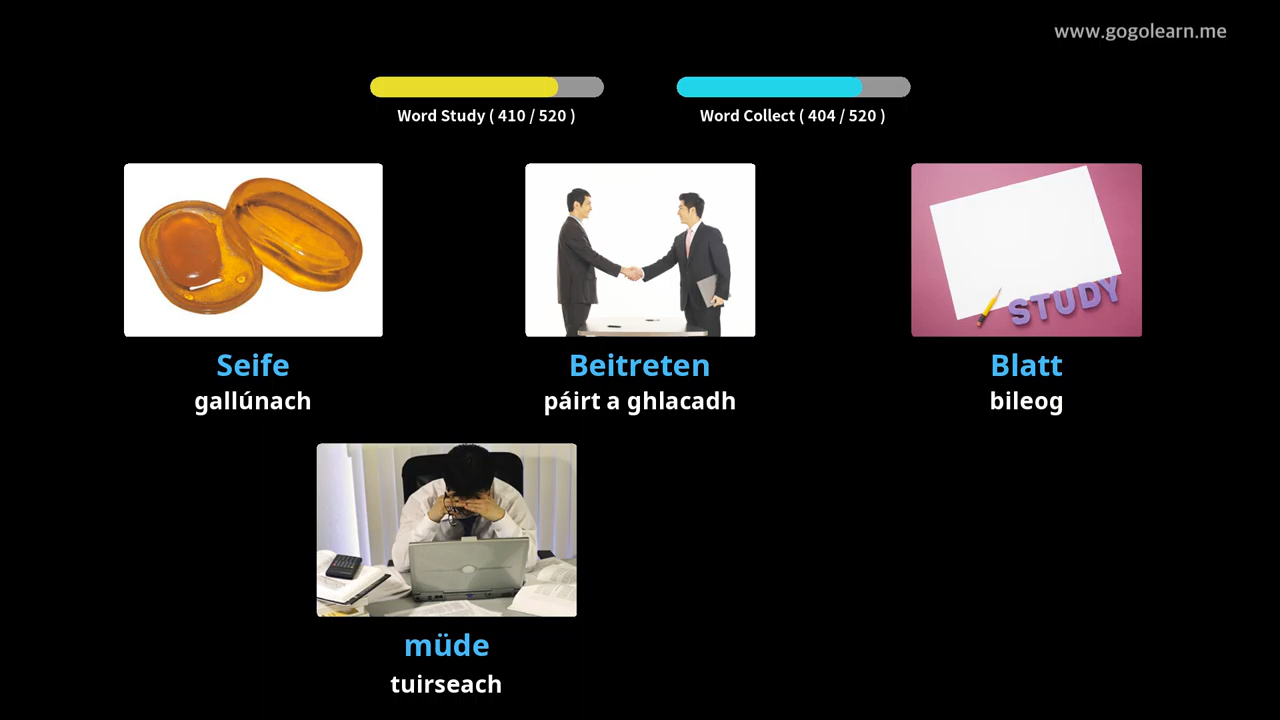 www.gogolearn.me
Word Study ( 410 / 520 )
Word Collect ( 404 / 520 )
STUDY
Seife
gallúnach
Beitreten
páirt a ghlacadh
Blatt
bileog
müde
tuirseach